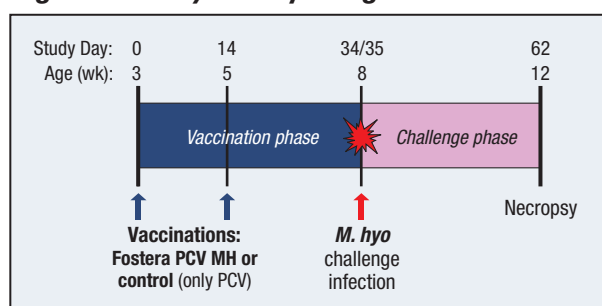 Study Day: 0 14 34/35 62
Age (wk): 3 5 8 12
Vaccination phase Challenge phase
Vaccinations:
Fostera PCV MH or
control (only PCV)
M. hyo
challenge
infection
Necropsy